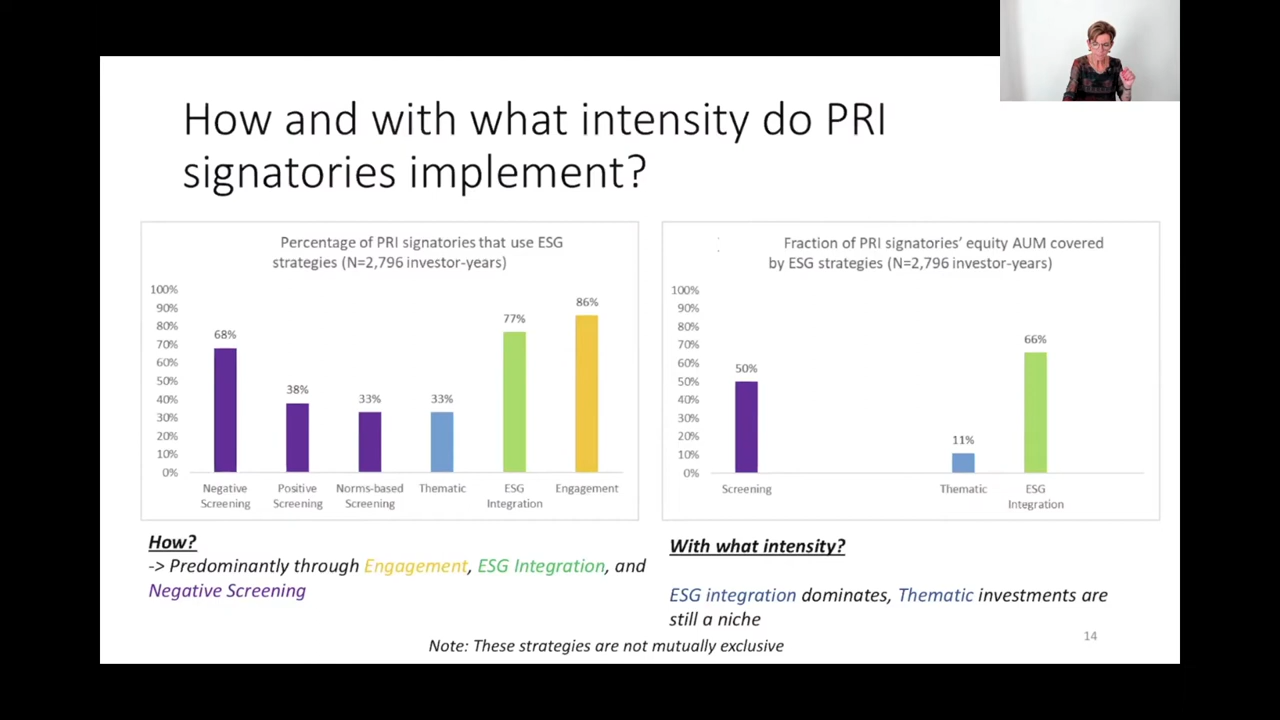 How and with what intensity do PRI
signatories implement?
Percentage of PRI signatories that use ESG
strategies (N=2,796 investor-years)
100%
90%
80%
70%
60%
50%
40%
30%
20%
10%
0%
68%
38%
33%
33%
77%
86%
Negative
Screening
Positive
Screening
Norms-based
Screening
Thematic
ESG
Integration
Engagement
Fraction of PRI signatories' equity AUM covered
by ESG strategies (N=2,796 investor-years)
100%
90%
80%
70%
60%
50%
40%
30%
20%
10%
0%
50%
11%
66%
Screening
Thematic
ESG
Integration
How?
-> Predominantly through Engagement, ESG Integration, and
Negative Screening
With what intensity?
ESG integration dominates, Thematic investments are
still a niche
Note: These strategies are not mutually exclusive
14